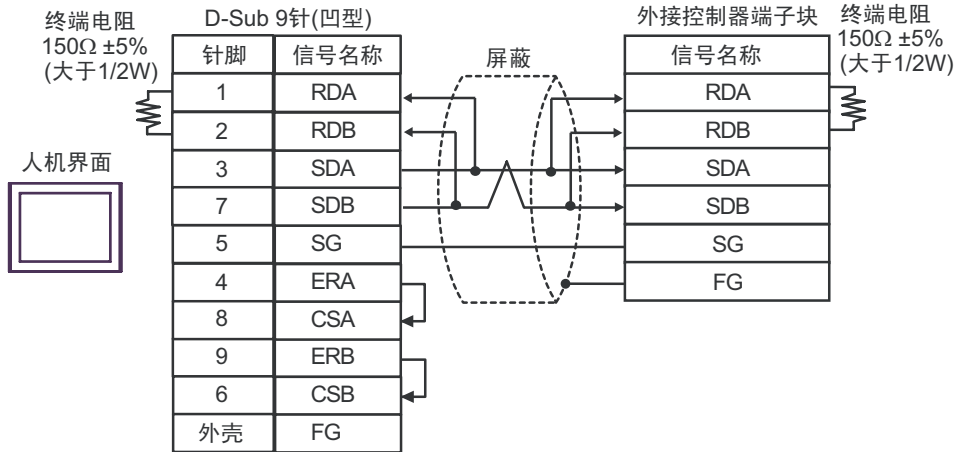 终端电阻
150Ω ±5%
(大于1/2W)
D-Sub 9针(凹型)
外接控制器端子块
终端电阻
150Ω ±5%
(大于1/2W)
人机界面
屏蔽
针脚 信号名称
1 RDA
2 RDB
3 SDA
7 SDB
5 SG
4 ERA
8 CSA
9 ERB
6 CSB
外壳 FG
信号名称
RDA
RDB
SDA
SDB
SG
FG